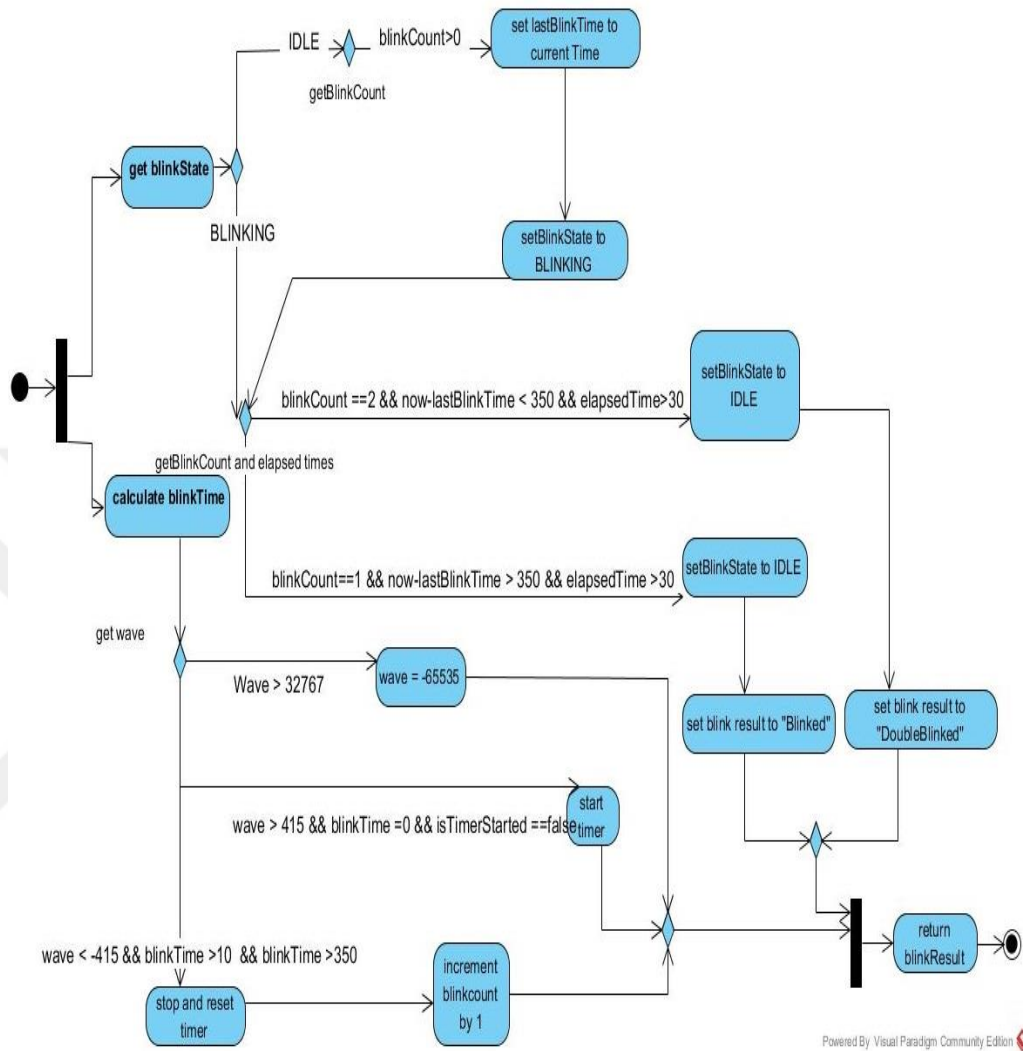 IDLE
blinkCount>0
set lastBlinkTime to
current Time
getBlinkCount
get blinkState
BLINKING
setBlinkState to
BLINKING
setBlinkState to
IDLE
blinkCount ==2 && now-lastBlinkTime < 350 && elapsedTime>30
getBlinkCount and elapsed times
calculate blinkTime
setBlinkState to IDLE
blinkCount==1 && now-lastBlinkTime > 350 && elapsedTime >30
get wave
Wave > 32767
wave = -65535
set blink result to "Blinked"
set blink result to
"DoubleBlinked"
start
timer
wave > 415 && blinkTime =0 && isTimerStarted ==false
wave < -415 && blinkTime >10 && blinkTime >350
stop and reset
timer
increment
blinkcount
by 1
return
blinkResult
Powered By Visual Paradigm Community Edition